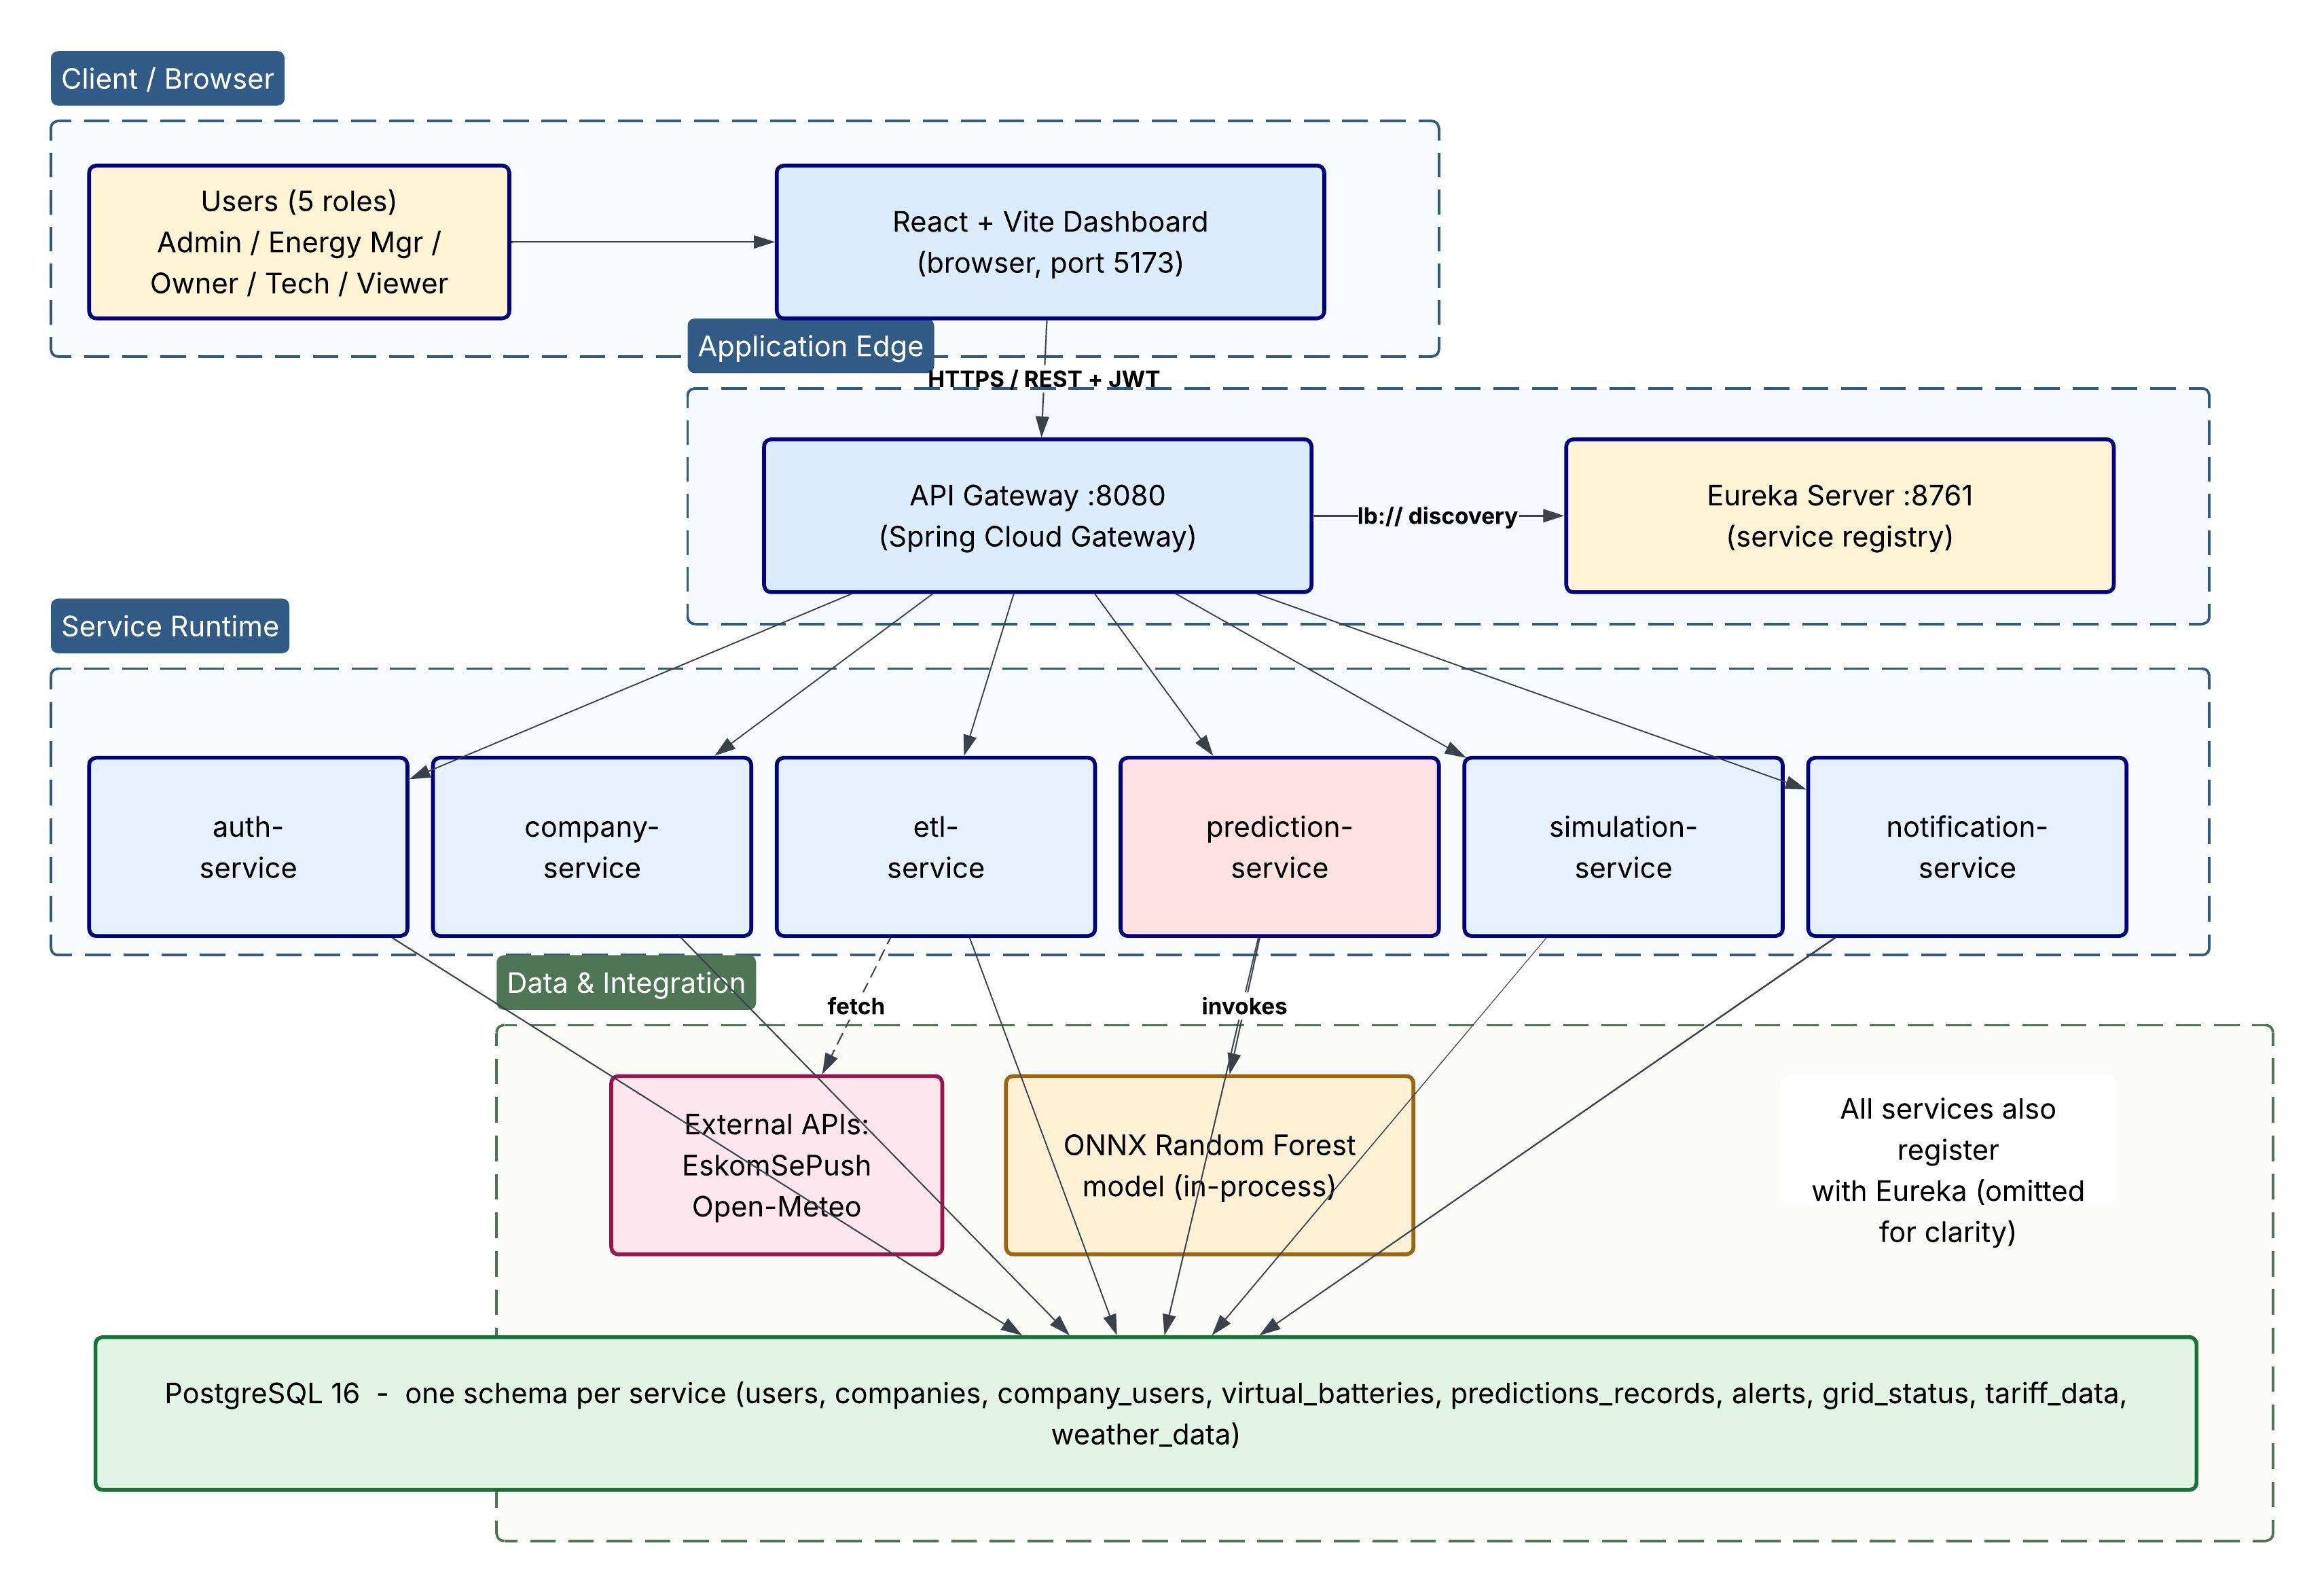 Client / Browser
Users (5 roles)
Admin / Energy Mgr /
Owner / Tech / Viewer
React + Vite Dashboard
(browser, port 5173)
Application Edge
HTTPS / REST + JWT
API Gateway :8080
(Spring Cloud Gateway)
lb:// discovery
Eureka Server :8761
(service registry)
Service Runtime
auth-
service
company-
service
etl-
service
prediction-
service
simulation-
service
notification-
service
Data & Integration
fetch
invokes
External APIs:
EskomSePush
Open-Meteo
ONNX Random Forest
model (in-process)
All services also
register
with Eureka (omitted
for clarity)
PostgreSQL 16 - one schema per service (users, companies, company_users, virtual_batteries, predictions_records, alerts, grid_status, tariff_data,
weather_data)